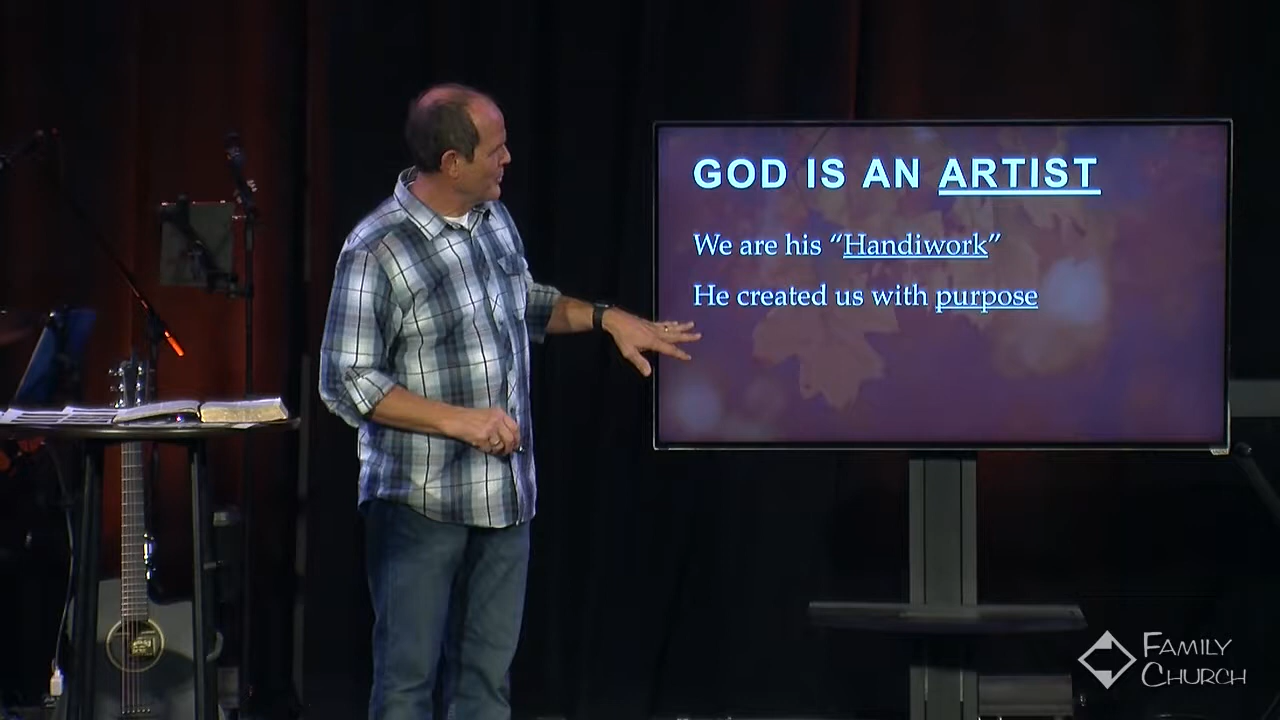 GOD IS AN ARTIST
We are his “Handiwork”
He created us with purpose
FAMILY
CHURCH